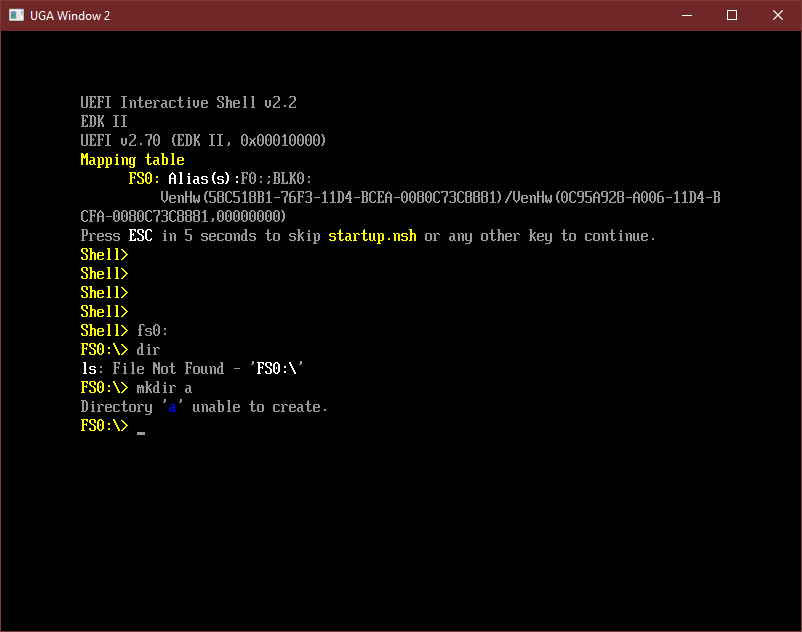 UGA Window 2
UEFI Interactive Shell v2.2
EDK II
UEFI v2.70 (EDK II, 0x00010000)
Mapping table
FS0: Alias(s):F0:;BLK0:
VenHw(58C518B1-76F3-11D4-BCEA-0080C73C8881)/VenHw(0C95A928-A006-11D4-B
CFA-0080C73C8881,00000000)
Press ESC in 5 seconds to skip startup.nsh or any other key to continue.
Shell>
Shell>
Shell>
Shell>
Shell> fs0:
FS0:\> dir
ls: File Not Found - 'FS0:\'
FS0:\> mkdir a
Directory 'a' unable to create.
FS0:\> _